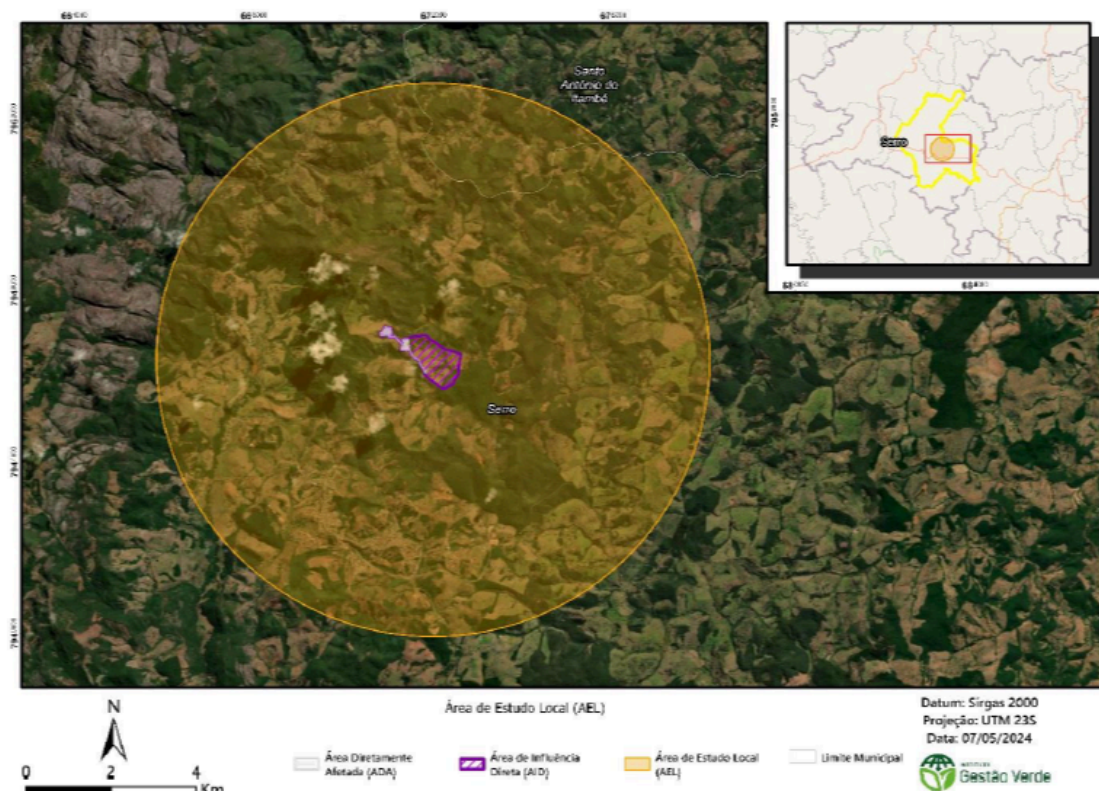 Santo
Antônio do
Itambé
Serro
Serro
N
0 2 4
Km
Área de Estudo Local (AEL)
Área Diretamente
Afetada (ADA)
Área de Influência
Direta (AID)
Área de Estudo Local
(AEL)
Limite Municipal
Datum: Sirgas 2000
Projeção: UTM 23S
Data: 07/05/2024
INSTITUTO
Gestão Verde